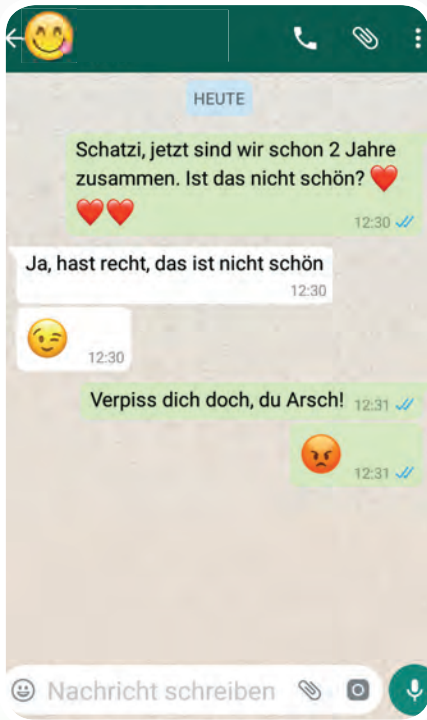 HEUTE
Schatzi, jetzt sind wir schon 2 Jahre
zusammen. Ist das nicht schön? ❤️
❤️❤️
12:30
Ja, hast recht, das ist nicht schön
12:30
😉 12:30
Verpiss dich doch, du Arsch! 12:31
😡 12:31
Nachricht schreiben